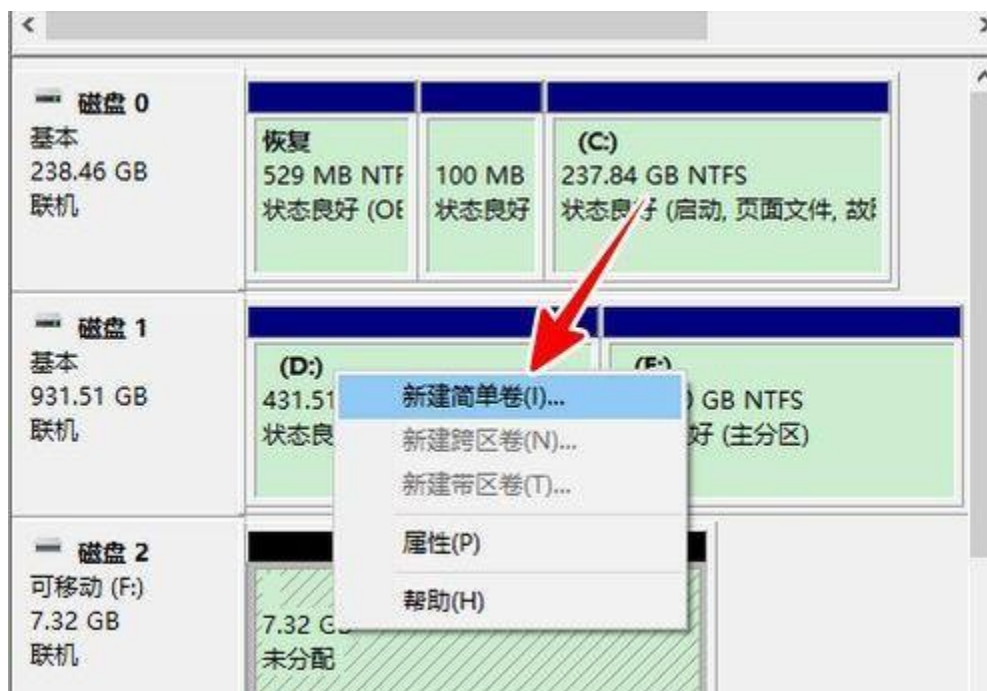 磁盘 0
基本
238.46 GB
联机
恢复
529 MB NTF
状态良好 (OE
100 MB
状态良好
(C:)
237.84 GB NTFS
状态良好 (启动, 页面文件, 故
磁盘 1
基本
931.51 GB
联机
(D:)
431.51
状态良
GB NTFS
好 (主分区)
新建简单卷(I)...
新建跨区卷(N)...
新建带区卷(T)...
属性(P)
帮助(H)
磁盘 2
可移动 (F:)
7.32 GB
联机
7.32 G
未分配